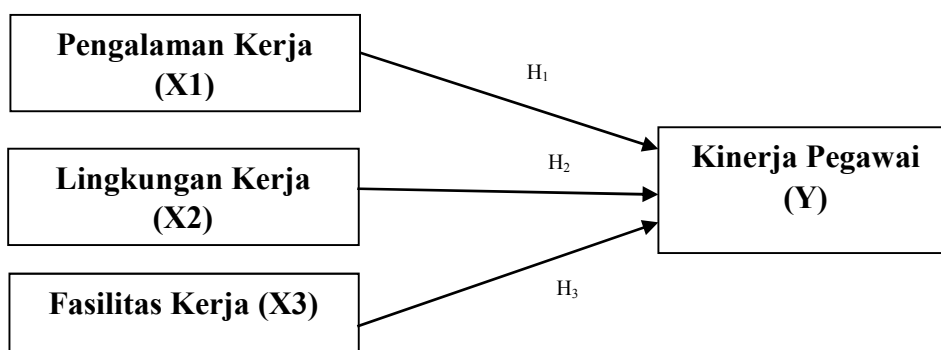 Pengalaman Kerja
(X1)
H₁
Lingkungan Kerja
(X2)
H₂
Kinerja Pegawai
(Y)
Fasilitas Kerja (X3)
H₃